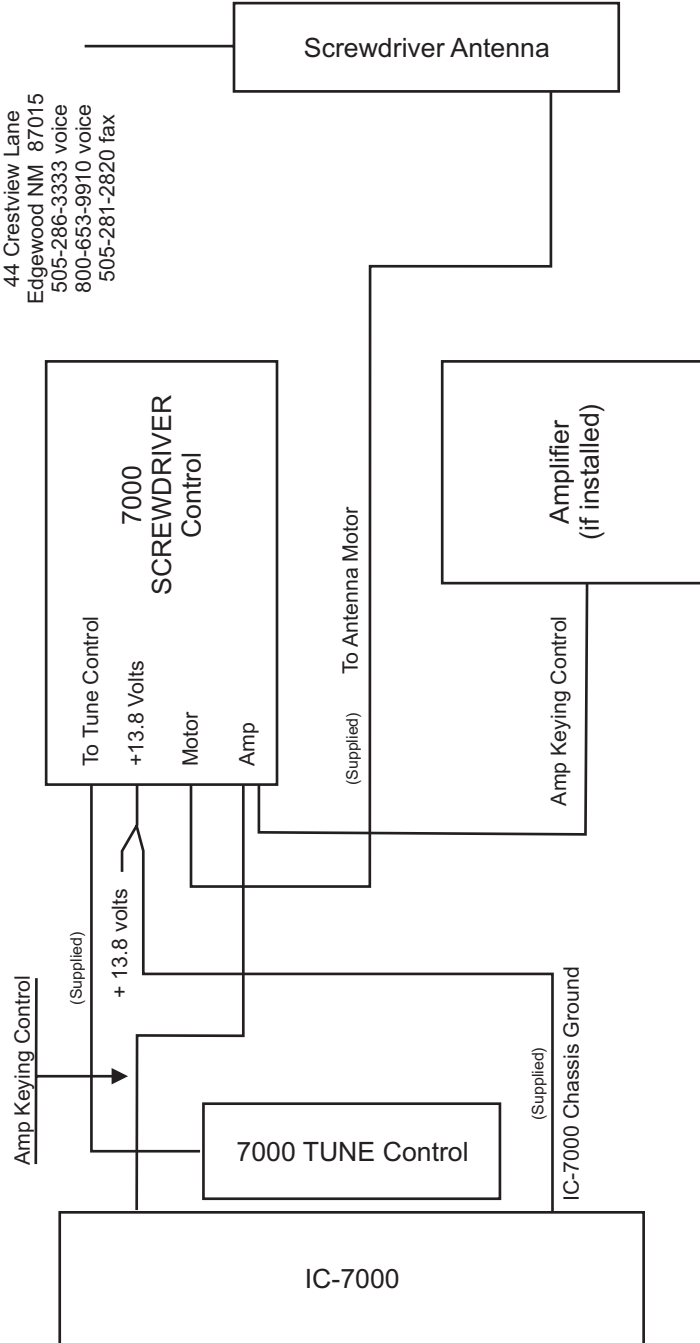 Screwdriver Antenna
44 Crestview Lane
Edgewood NM 87015
505-286-3333 voice
800-653-9910 voice
505-281-2820 fax
7000
SCREWDRIVER
Control
To Tune Control
+13.8 Volts
Motor
Amp
Amplifier
(if installed)
(Supplied)
To Antenna Motor
Amp Keying Control
Amp Keying Control
(Supplied)
+ 13.8 volts
(Supplied)
IC-7000 Chassis Ground
7000 TUNE Control
IC-7000